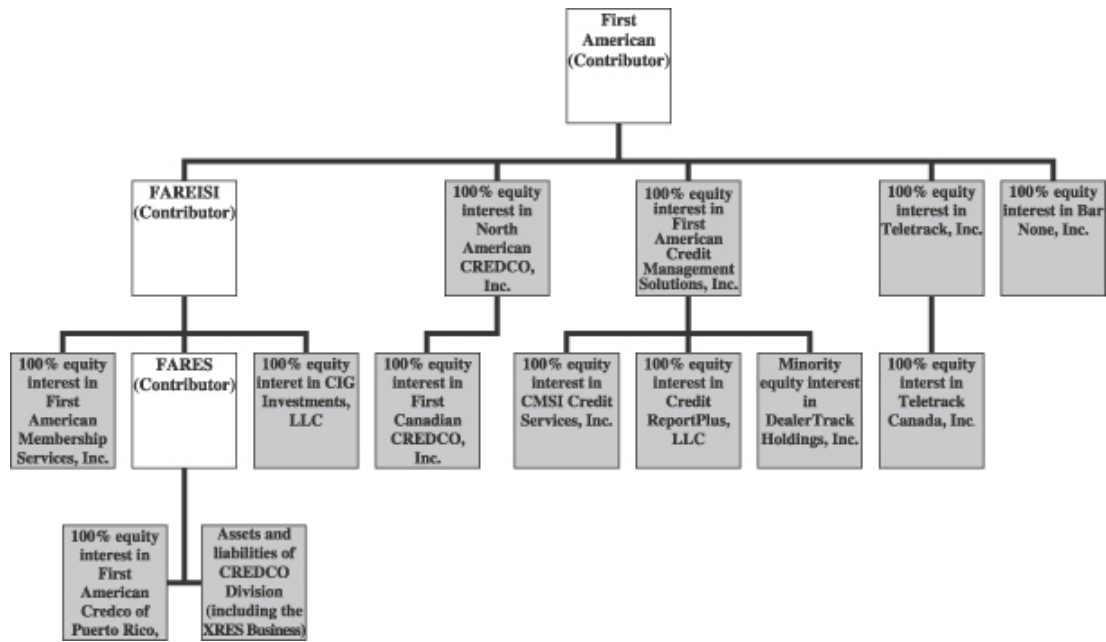 First
American
(Contributor)
FAREISI
(Contributor)
100% equity
interest in
North
American
CREDCO,
Inc.
100% equity
interest in
First
American
Credit
Management
Solutions, Inc.
100% equity
interest in
Teletrack, Inc.
100% equity
interest in Bar
None, Inc.
100% equity
interest in
First
American
Membership
Services, Inc.
FARES
(Contributor)
100% equity
interet in CIG
Investments,
LLC
100% equity
interest in
First
Canadian
CREDCO,
Inc.
100% equity
interest in
CMSI Credit
Services, Inc.
100% equity
interest in
Credit
ReportPlus,
LLC
Minority
equity interest
in
DealerTrack
Holdings, Inc.
100% equity
interst in
Teletrack
Canada, Inc
100% equity
interest in
First
American
Credco of
Puerto Rico,
Assets and
liabilities of
CREDCO
Division
(including the
XRES Business)